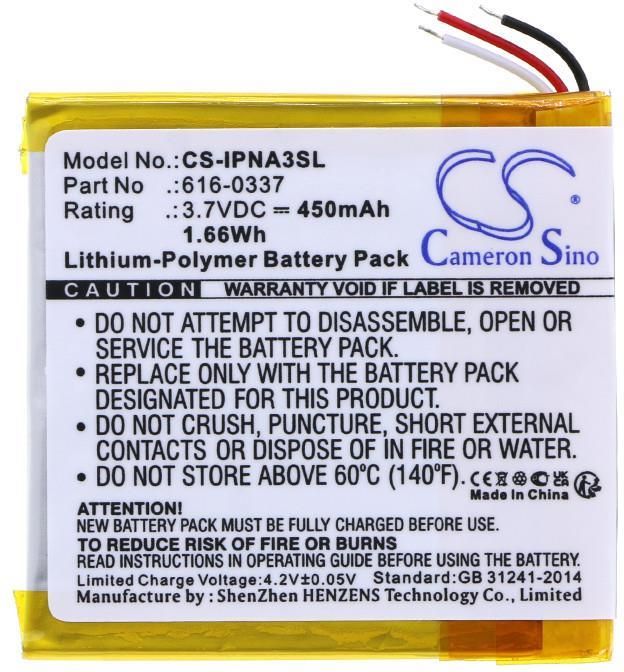 Model No.:CS-IPNA3SL
Part No .:616-0337
Rating .:3.7VDC ⎓ 450mAh
1.66Wh
Lithium-Polymer Battery Pack
CS®
Cameron Sino
CAUTION WARRANTY VOID IF LABEL IS REMOVED
• DO NOT ATTEMPT TO DISASSEMBLE, OPEN OR
SERVICE THE BATTERY PACK.
• REPLACE ONLY WITH THE SAME BATTERY PACK
DESIGNATED FOR THIS PRODUCT.
• DO NOT CRUSH, PUNCTURE, SHORT EXTERNAL
CONTACTS OR DISPOSE OF IN FIRE OR WATER.
• DO NOT STORE ABOVE 60°C (140°F).
CE
UKCA
Made In China
ATTENTION!
NEW BATTERY PACK MUST BE FULLY CHARGED BEFORE USE
TO REDUCE RISK OF FIRE OR BURNS
READ INSTRUCTIONS IN OPERATING GUIDE BEFORE USING
Limited Charge Voltage:4.2V±0.05V Standard:GB 31241-2014
Manufacture by: ShenZhen HENZENS Technology Co., Limited